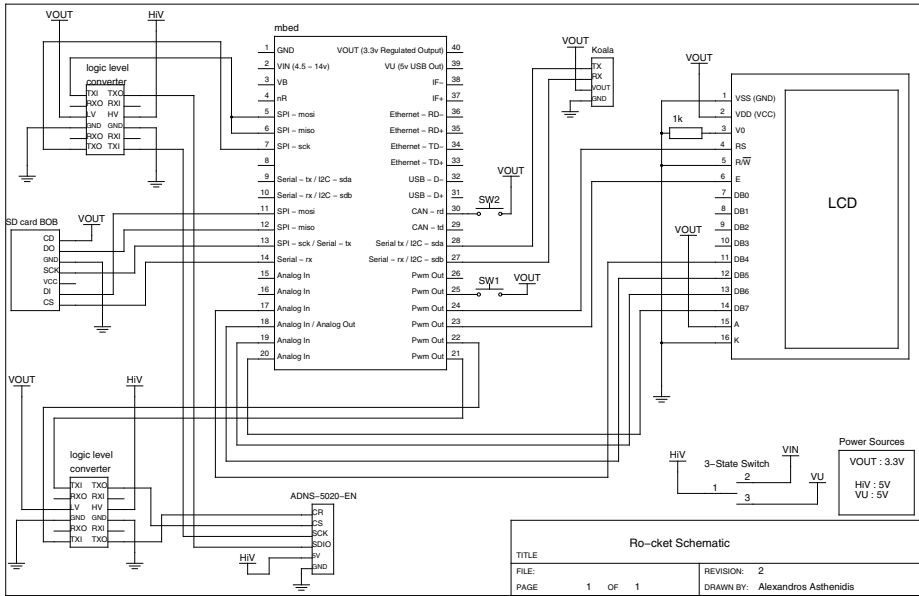 VOUT
HiV
logic level
converter
TXI TXO
RXO RXI
LV HV
GND GND
RXO RXI
TXO TXI
SD card BOB
VOUT
CD
DO
GND
SCK
VCC
DI
CS
mbed
1 GND
2 VIN (4.5 - 14v)
3 VB
4 nR
5 SPI - mosi
6 SPI - miso
7 SPI - sck
8
9 Serial - tx / I2C - sda
10 Serial - rx / I2C - sdb
11 SPI - mosi
12 SPI - miso
13 SPI - sck / Serial - tx
14 Serial - rx
15 Analog In
16 Analog In
17 Analog In
18 Analog In / Analog Out
19 Analog In
20 Analog In
VOUT (3.3v Regulated Output) 40
VU (5v USB Out) 39
IF- 38
IF+ 37
Ethernet - RD- 36
Ethernet - RD+ 35
Ethernet - TD- 34
Ethernet - TD+ 33
USB - D- 32
USB - D+ 31
CAN - rd 30
CAN - td 29
Serial tx / I2C - sda 28
Serial - rx / I2C - sdb 27
Pwm Out 26
Pwm Out 25
Pwm Out 24
Pwm Out 23
Pwm Out 22
Pwm Out 21
SW2
VOUT
SW1
VOUT
VOUT
Koala
TX
RX
VOUT
GND
VOUT
1k
VOUT
1 VSS (GND)
2 VDD (VCC)
3 V0
4 RS
5 R/W
6 E
7 DB0
8 DB1
9 DB2
10 DB3
11 DB4
12 DB5
13 DB6
14 DB7
15 A
16 K
LCD
VOUT
HiV
logic level
converter
TXI TXO
RXO RXI
LV HV
GND GND
RXO RXI
TXI TXO
ADNS-5020-EN
CR
CS
SCK
SDIO
5V
GND
HiV
HiV
3-State Switch
VIN
VU
1
2
3
Power Sources
VOUT : 3.3V
HiV : 5V
VU : 5V
Ro-cket Schematic
TITLE
FILE:
REVISION: 2
PAGE 1 OF 1
DRAWN BY: Alexandros Asthenidis